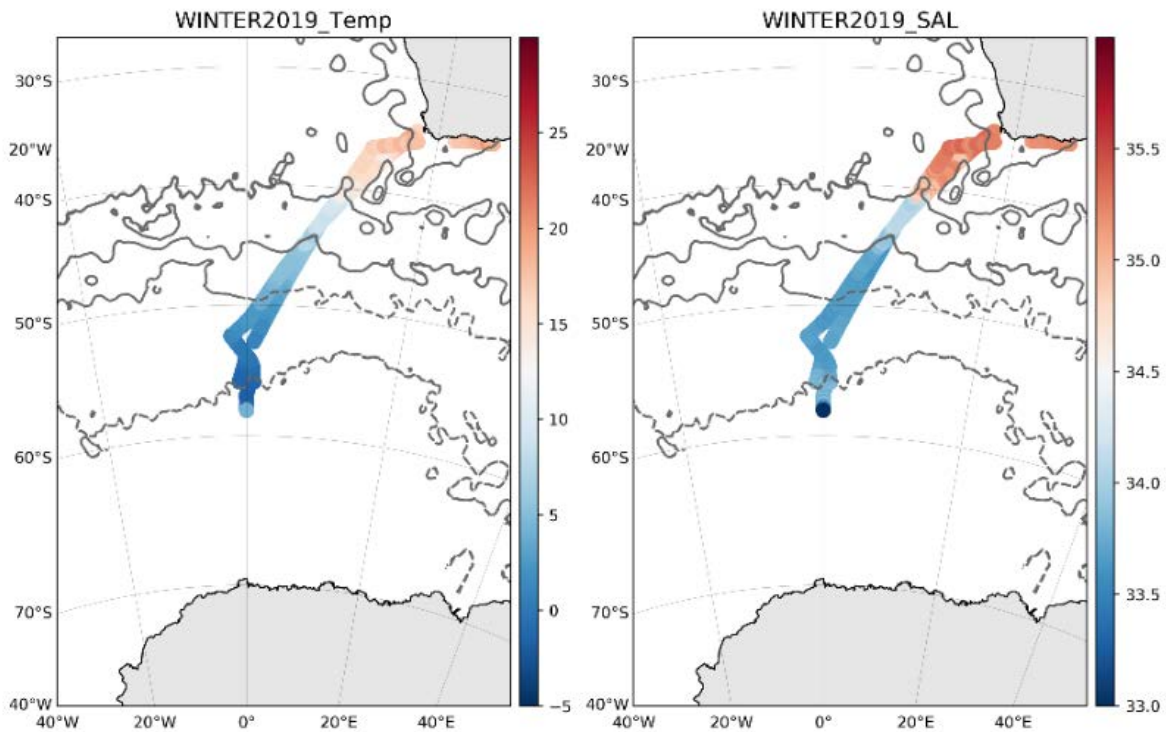 WINTER2019_Temp
30°S
20°W
40°S
50°S
60°S
70°S
40°W
40°W
20°W
0°
20°E
40°E
25
20
15
10
5
0
−5
WINTER2019_SAL
30°S
20°W
40°S
50°S
60°S
70°S
40°W
40°W
20°W
0°
20°E
40°E
35.5
35.0
34.5
34.0
33.5
33.0